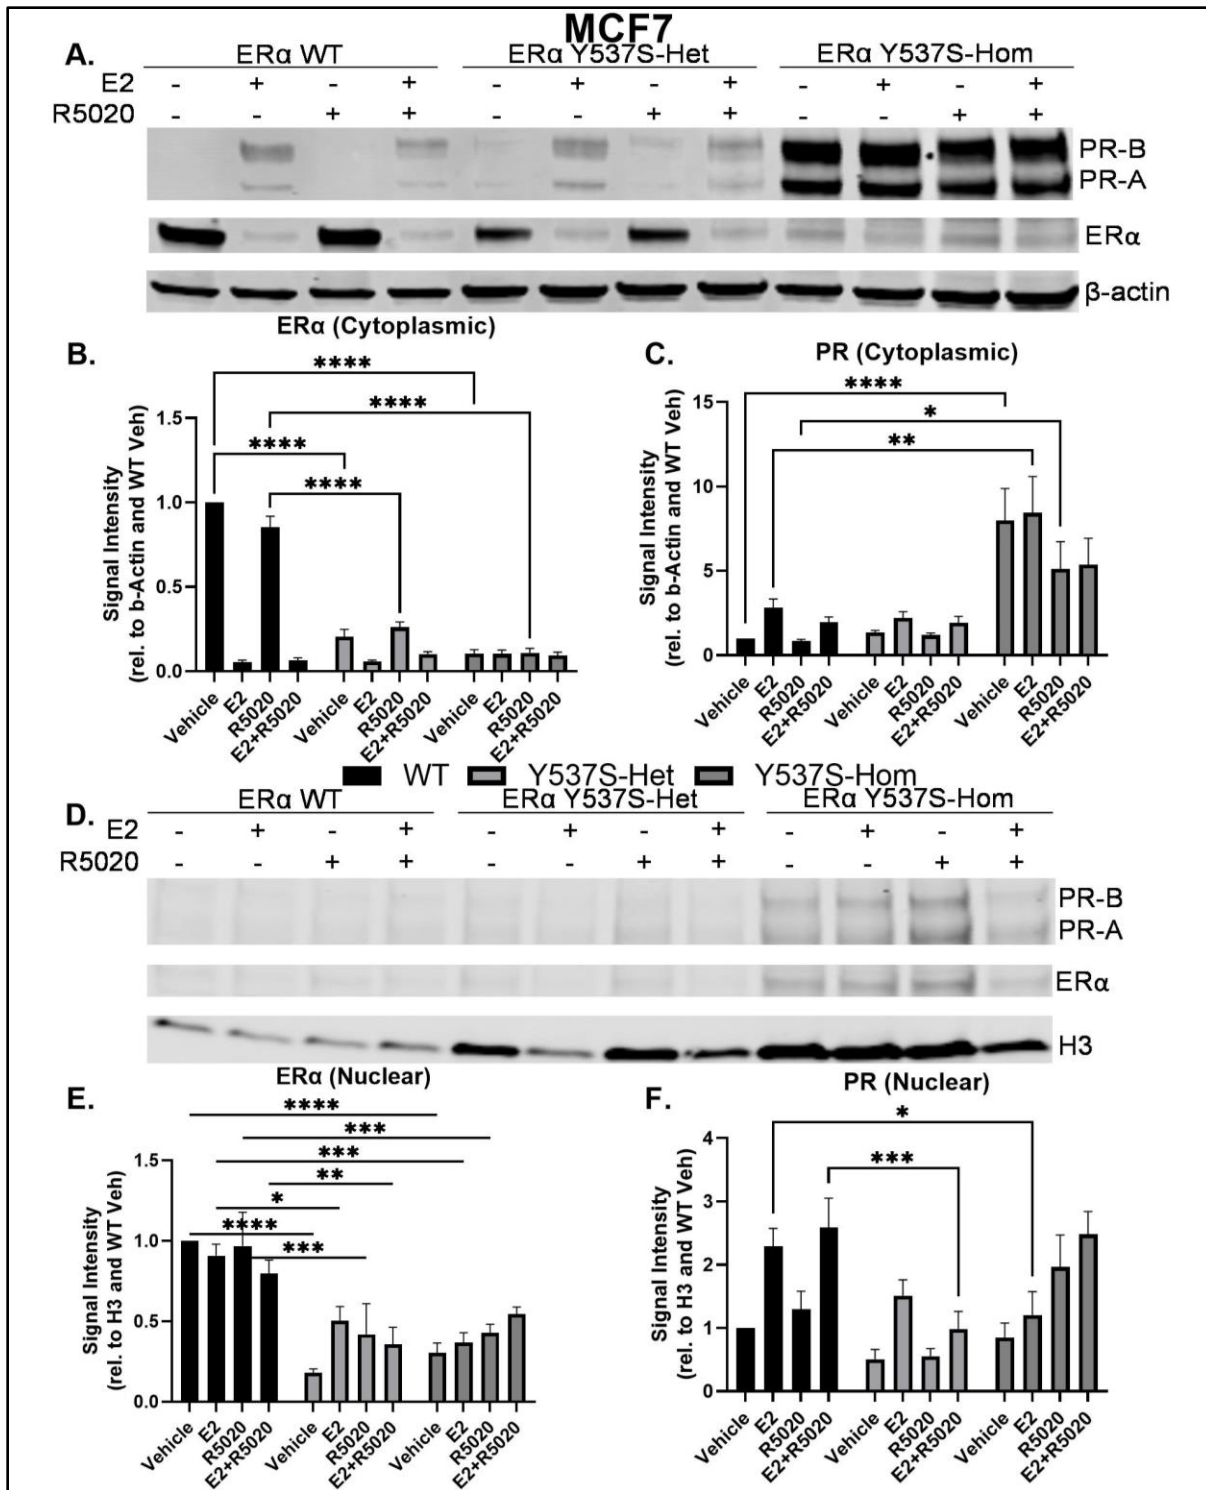 MCF7
A.
ERα WT ERα Y537S-Het ERα Y537S-Hom
E2 - + - + - + - + - + - +
R5020 - - + + - - + + - - + +
PR-B
PR-A
ERα
β-actin
B.
ERα (Cytoplasmic)
Signal Intensity
(rel. to b-Actin and WT Veh)
1.5
1.0
0.5
0.0
****
****
****
****
Vehicle E2 R5020 E2+R5020 Vehicle E2 R5020 E2+R5020 Vehicle E2 R5020 E2+R5020
C.
PR (Cytoplasmic)
Signal Intensity
(rel. to b-Actin and WT Veh)
15
10
5
0
****
*
**
Vehicle E2 R5020 E2+R5020 Vehicle E2 R5020 E2+R5020 Vehicle E2 R5020 E2+R5020
WT Y537S-Het Y537S-Hom
D.
ERα WT ERα Y537S-Het ERα Y537S-Hom
E2 - + - + - + - + - + - +
R5020 - - + + - - + + - - + +
PR-B
PR-A
ERα
H3
E.
ERα (Nuclear)
Signal Intensity
(rel. to H3 and WT Veh)
1.5
1.0
0.5
0.0
****
***
***
**
*
****
***
Vehicle E2 R5020 E2+R5020 Vehicle E2 R5020 E2+R5020 Vehicle E2 R5020 E2+R5020
F.
PR (Nuclear)
Signal Intensity
(rel. to H3 and WT Veh)
4
3
2
1
0
*
***
Vehicle E2 R5020 E2+R5020 Vehicle E2 R5020 E2+R5020 Vehicle E2 R5020 E2+R5020